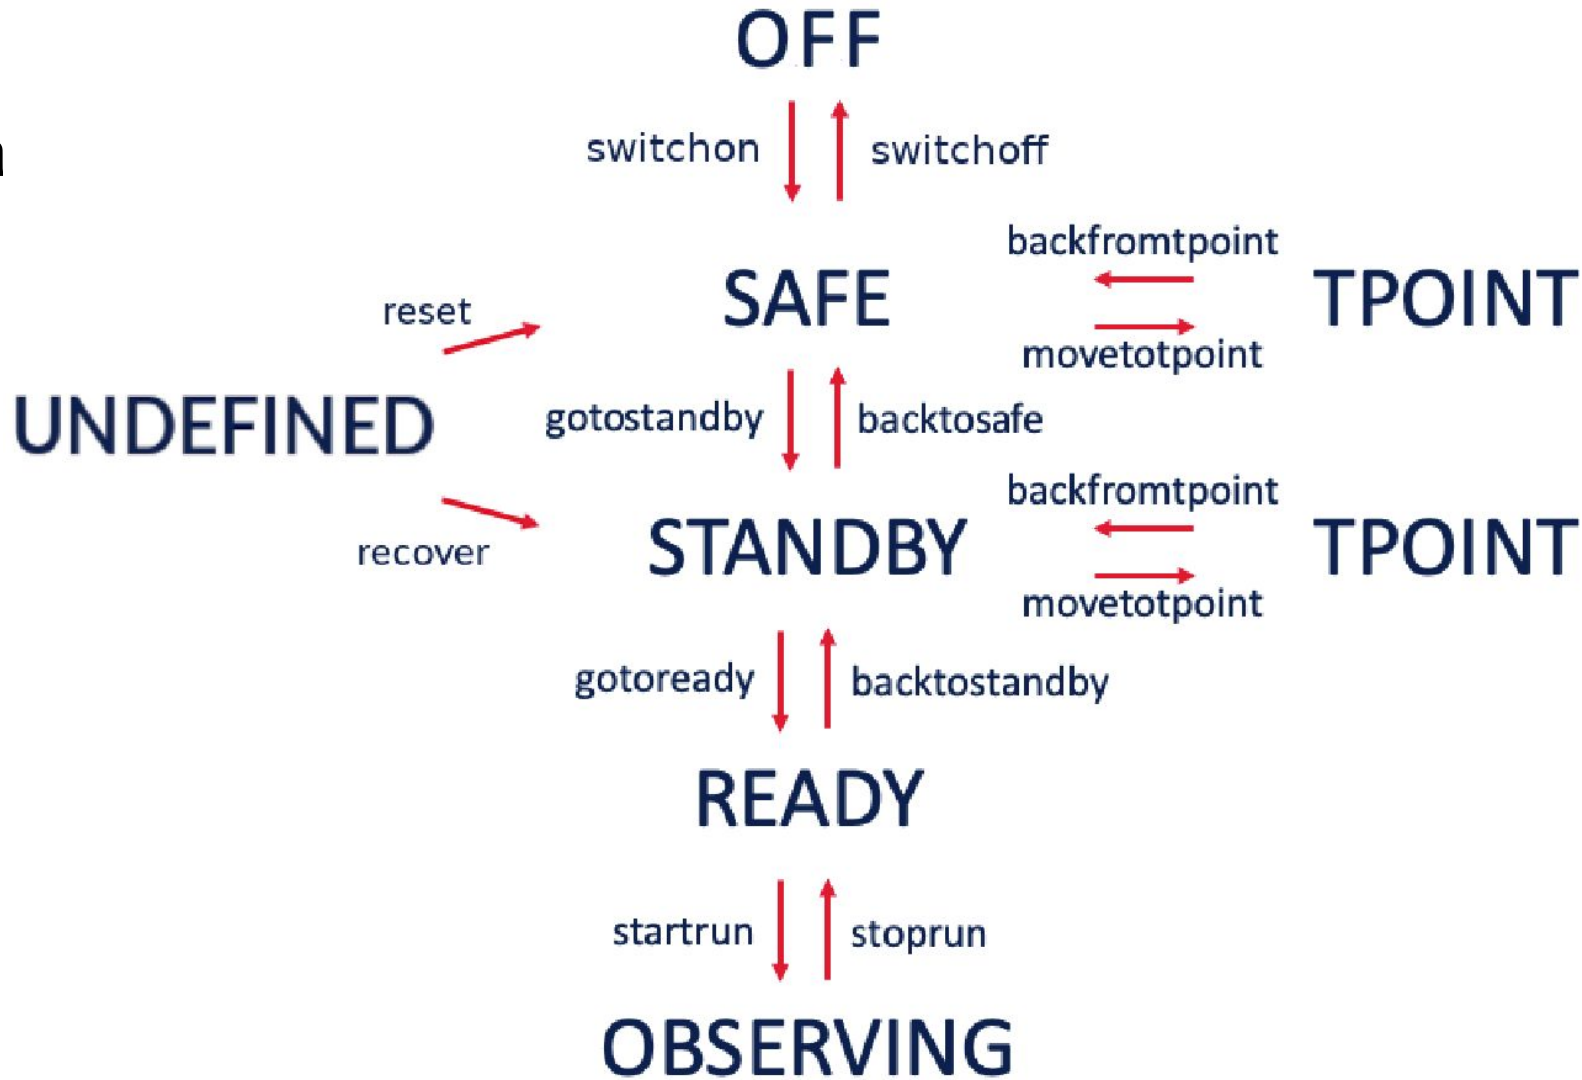 OFF
switchon
switchoff
backfromtpoint
SAFE
TPOINT
reset
movetotpoint
UNDEFINED
gotostandby
backtosafe
backfromtpoint
STANDBY
TPOINT
recover
movetotpoint
gotoready
backtostandby
READY
startrun
stoprun
OBSERVING